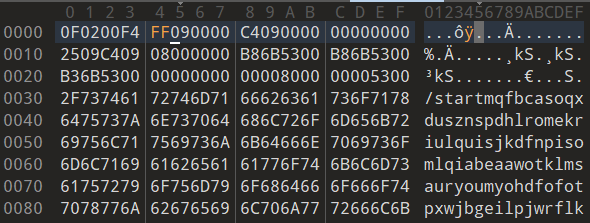 0 1 2 3 4 5 6 7 8 9 A B C D E F 0123456789ABCDEF
0000 0F0200F4 FF090000 C4090000 00000000 ...ôÿ...Ä.......
0010 2509C409 08000000 B86B5300 B86B5300 %.Ä.....¸kS.¸kS.
0020 B36B5300 00000000 00008000 00005300 ³kS.......€...S.
0030 2F737461 72746D71 66626361 736F7178 /startmqfbcasoqx
0040 6475737A 6E737064 686C726F 6D656B72 dusznspdhlromekr
0050 69756C71 7569736A 6B64666E 7069736F iulquisjkdfnpiso
0060 6D6C7169 61626561 61776F74 6B6C6D73 mlqiabeaawotklms
0070 61757279 6F756D79 6F686466 6F666F74 auryoumyohdfofot
0080 7078776A 62676569 6C706A77 72666C6B pxwjbgeilpjwrflk